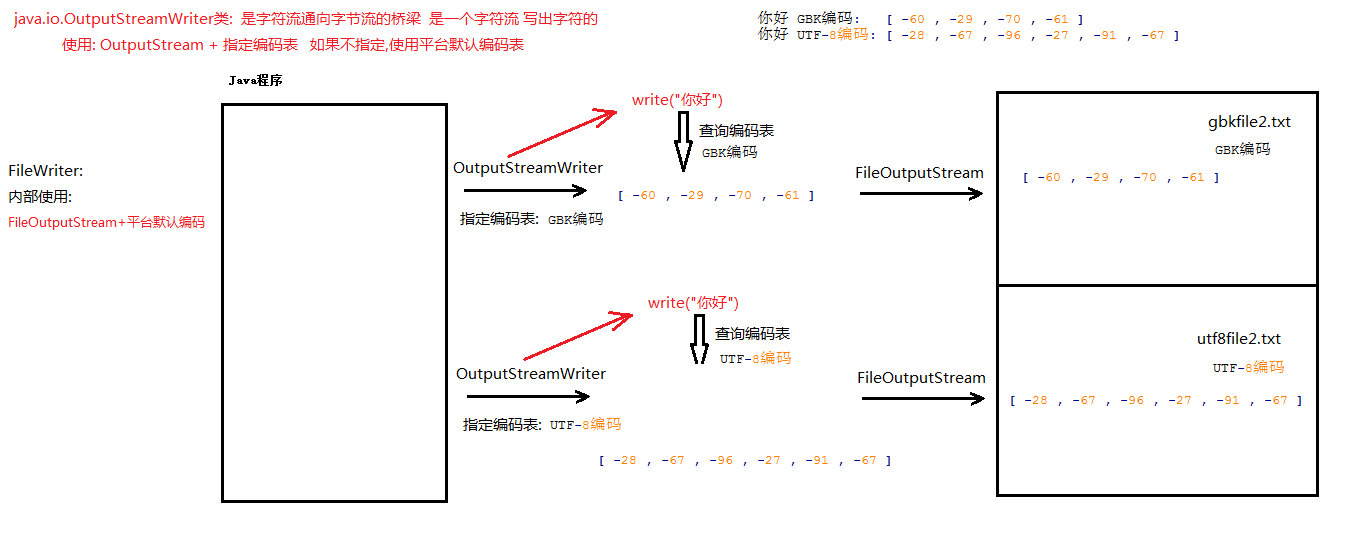 java.io.OutputStreamWriter类: 是字符流通向字节流的桥梁 是一个字符流 写出字符的
使用: OutputStream + 指定编码表 如果不指定,使用平台默认编码表
你好 GBK编码: [ -60 , -29 , -70 , -61 ]
你好 UTF-8编码: [ -28 , -67 , -96 , -27 , -91 , -67 ]
Java程序
FileWriter:
内部使用:
FileOutputStream+平台默认编码
write("你好")
查询编码表
GBK编码
OutputStreamWriter
[ -60 , -29 , -70 , -61 ]
指定编码表: GBK编码
FileOutputStream
gbkfile2.txt
GBK编码
[ -60 , -29 , -70 , -61 ]
write("你好")
查询编码表
UTF-8编码
OutputStreamWriter
指定编码表: UTF-8编码
[ -28 , -67 , -96 , -27 , -91 , -67 ]
FileOutputStream
utf8file2.txt
UTF-8编码
[ -28 , -67 , -96 , -27 , -91 , -67 ]